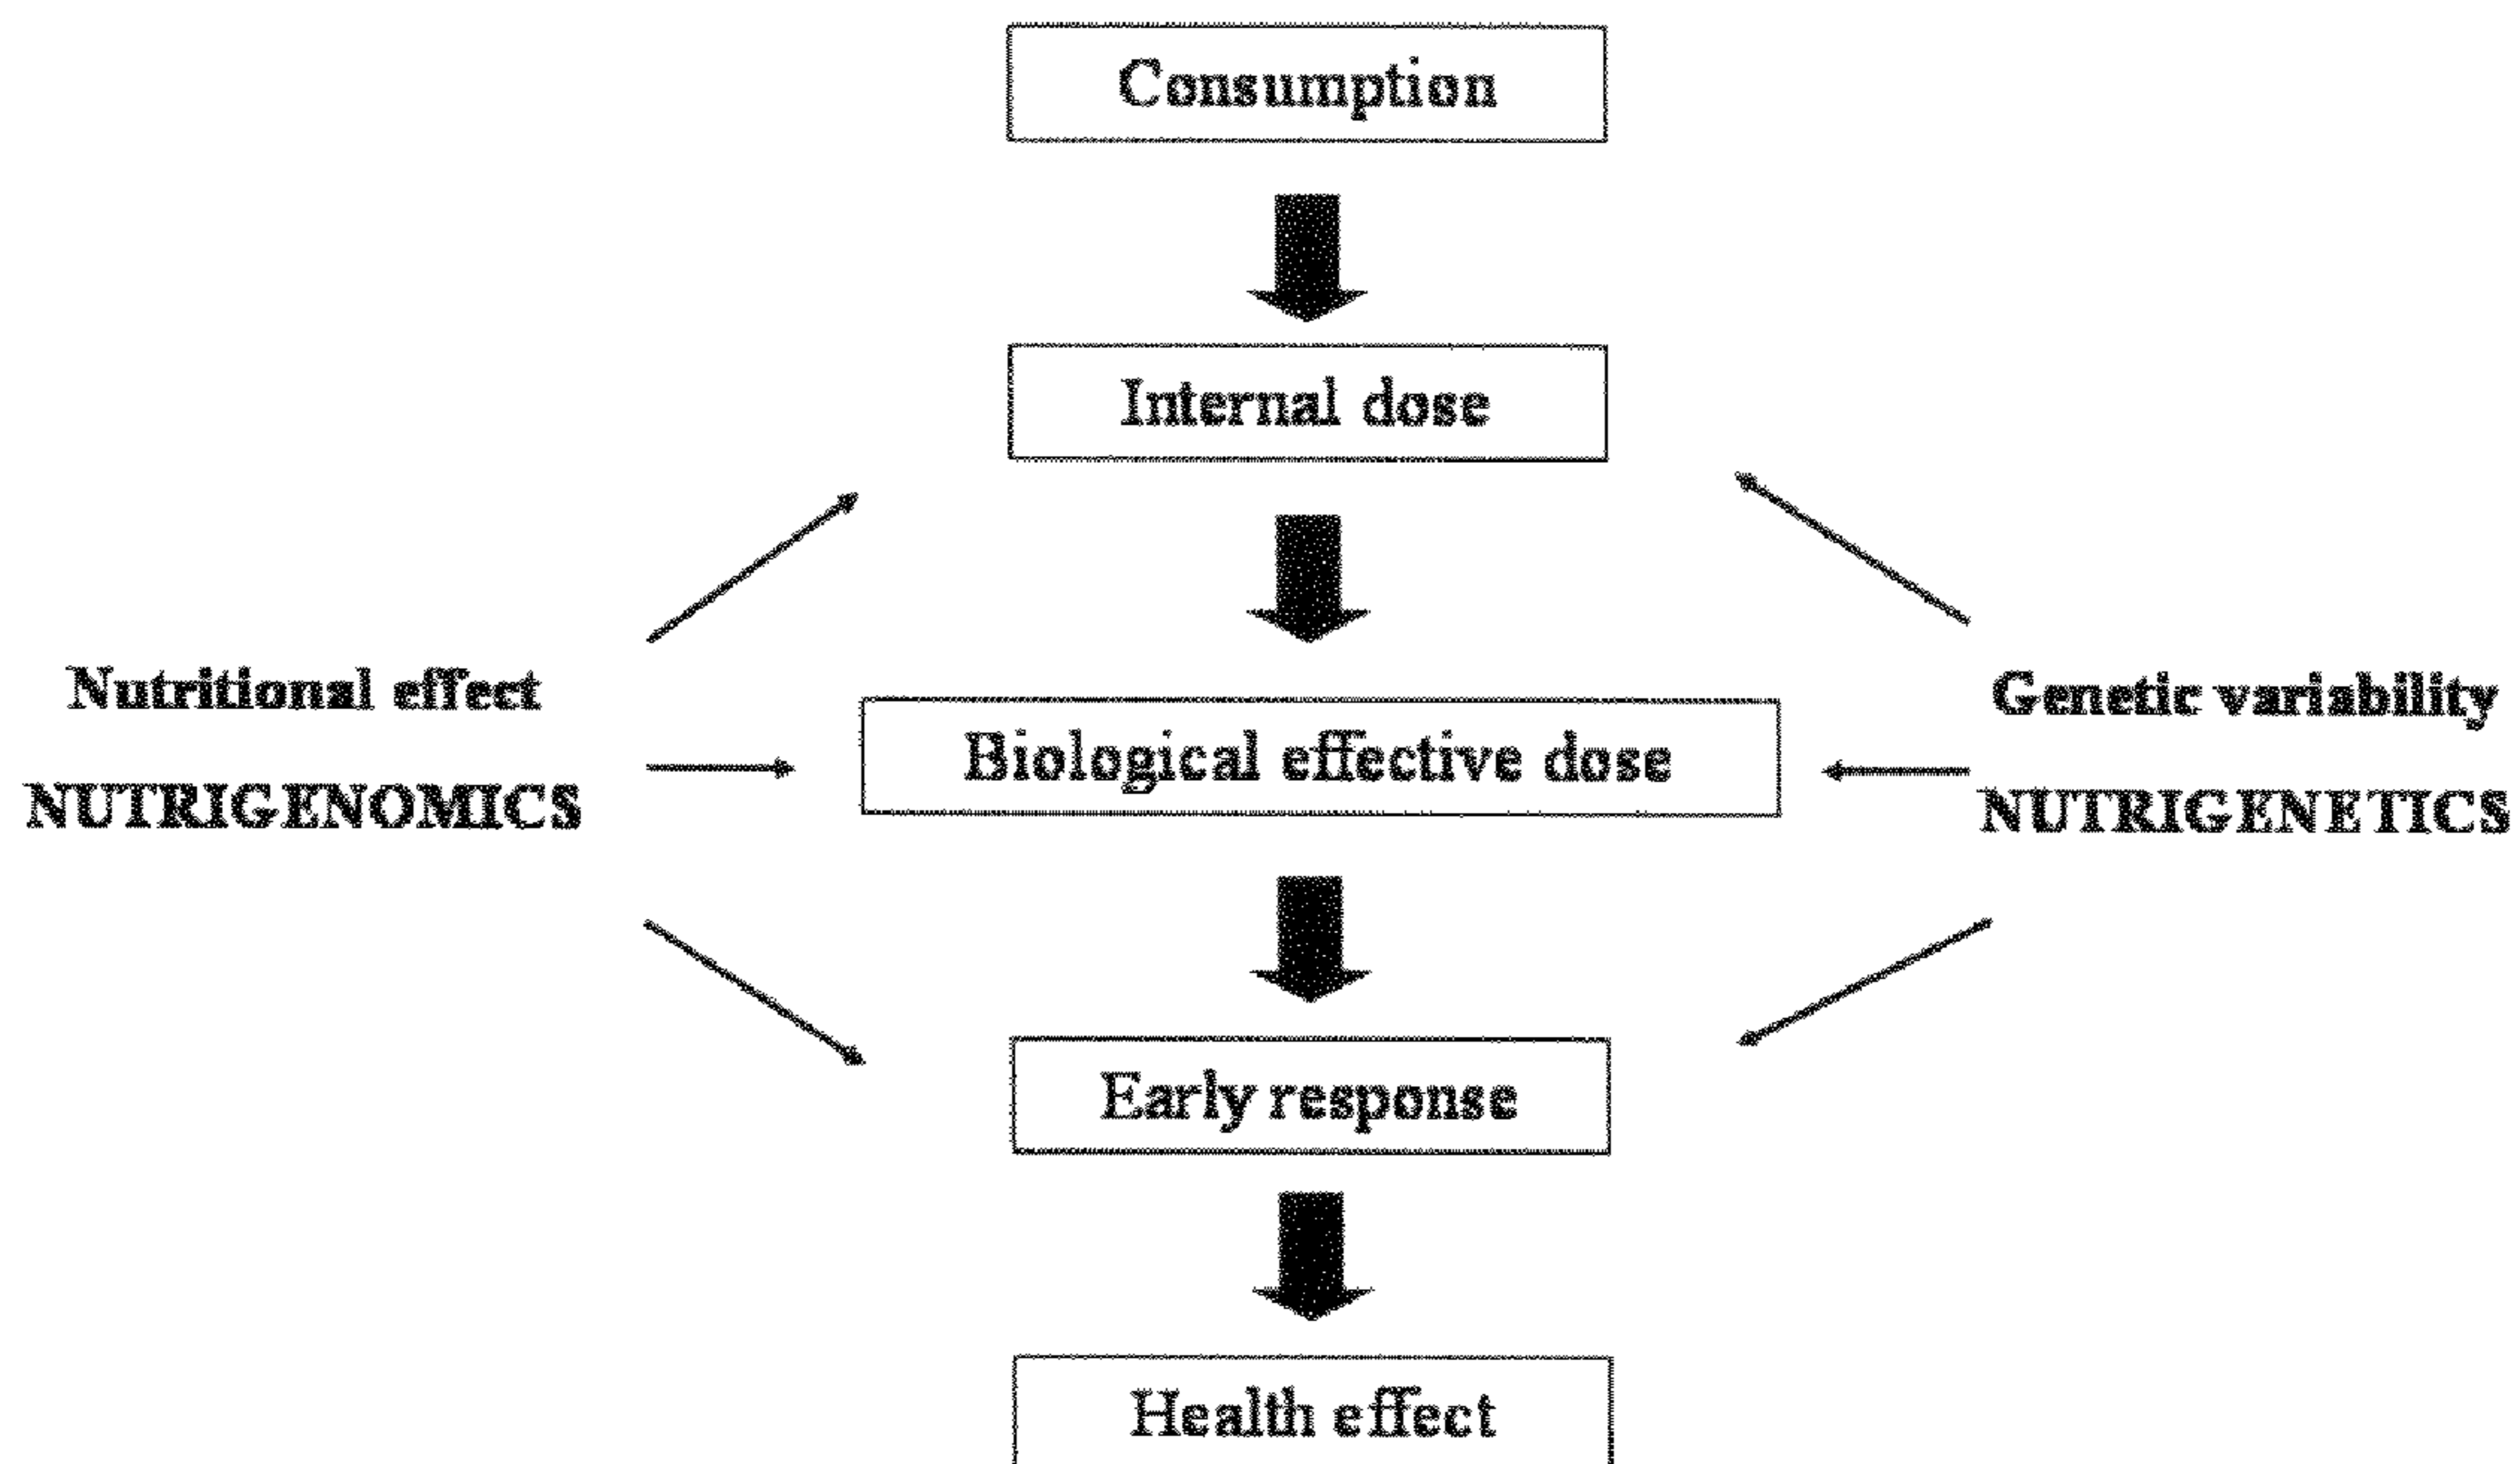 Consumption
Internal dose
Nutritional effect
NUTRIGENOMICS
Biological effective dose
Genetic variability
NUTRIGENETICS
Early response
Health effect